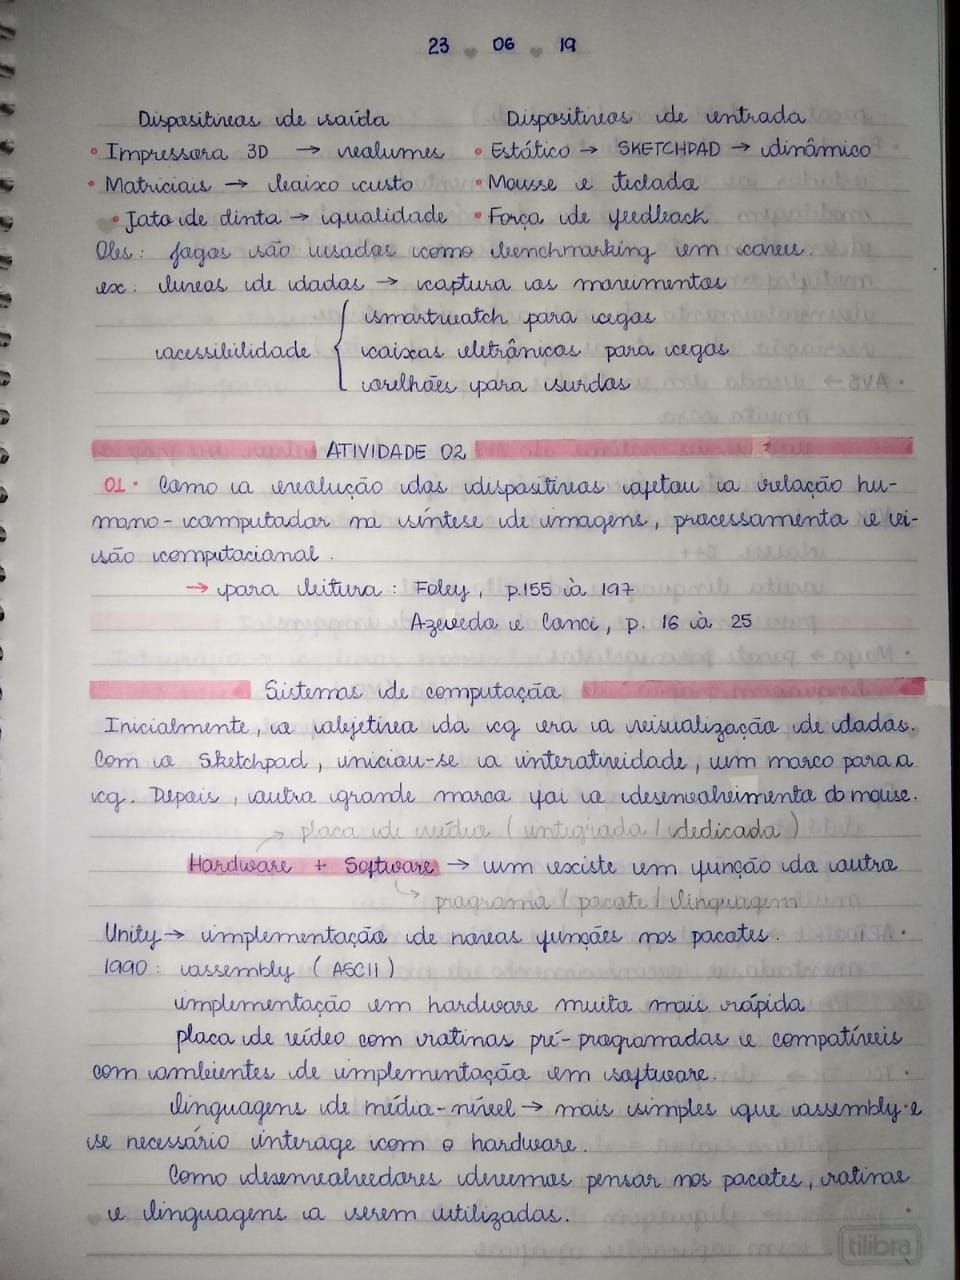 23 06 19
Dispositivos de saída
Dispositivos de entrada
• Impressora 3D → volumes
• Estático → SKETCHPAD → dinâmico
• Matriciais → baixo custo
• Mousse e teclado
• Jato de tinta → qualidade
• Força de feedback
Obs: jogos são usados como benchmarking em cores.
ex: luvas de dados → captura os movimentos
acessibilidade { smartwatch para cegos
caixas eletrônicos para cegos
orelhões para surdos
ATIVIDADE 02
01 • Como a evolução dos dispositivos afetou a relação hu-
mano-computador na síntese de imagens, processamento e vi-
são computacional.
→ para leitura: Foley, p.155 à 197
Azevedo e Conci, p. 16 à 25
Sistemas de computação
Inicialmente, o objetivo da cg era a visualização de dados.
Com o Sketchpad, iniciou-se a interatividade, um marco para a
cg. Depois, outro grande marco foi o desenvolvimento do mouse.
→ placa de vídeo (integrada / dedicada)
Hardware + Software → um existe em função do outro
→ programa / pacote / linguagem
Unity → implementação de novas funções nos pacotes.
1990: assembly (ASCII)
implementação em hardware muito mais rápida
placa de vídeo com rotinas pré-programadas e compatíveis
com ambientes de implementação em software.
linguagens de médio-nível → mais simples que assembly e
se necessário interage com o hardware.
Como desenvolvedores devemos pensar nos pacotes, rotinas
e linguagens a serem utilizadas.
tilibra